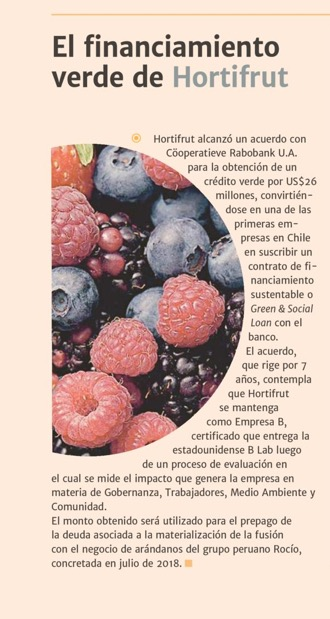 El financiamiento
verde de Hortifrut
Hortifrut alcanzó un acuerdo con
Cöoperatieve Rabobank U.A.
para la obtención de un
crédito verde por US$26
millones, convirtién-
dose en una de las
primeras em-
presas en Chile
en suscribir un
contrato de fi-
nanciamiento
sustentable o
Green & Social
Loan con el
banco.
El acuerdo,
que rige por 7
años, contempla
que Hortifrut
se mantenga
como Empresa B,
certificado que entrega la
estadounidense B Lab luego
de un proceso de evaluación en
el cual se mide el impacto que genera la empresa en
materia de Gobernanza, Trabajadores, Medio Ambiente y
Comunidad.
El monto obtenido será utilizado para el prepago de
la deuda asociada a la materialización de la fusión
con el negocio de arándanos del grupo peruano Rocío,
concretada en julio de 2018.